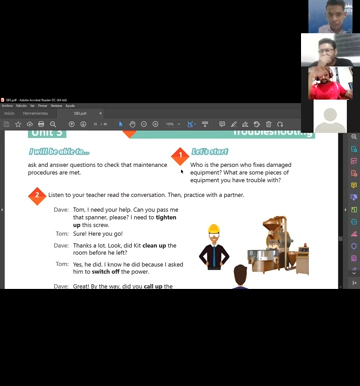 Inicio
Herramientas
Unit 3
Troubleshooting
I will be able to...
ask and answer questions to check that maintenance
procedures are met.
1
Let's start
Who is the person who fixes damaged
equipment? What are some pieces of
equipment you have trouble with?
2 Listen to your teacher read the conversation. Then, practice with a partner.
Dave: Tom, I need your help. Can you pass me
that spanner, please? I need to tighten
up this screw.
Tom: Sure! Here you go!
Dave: Thanks a lot. Look, did Kit clean up the
room before he left?
Tom: Yes, he did. I know he did because I asked
him to switch off the power.
Dave: Great! By the way, did you call up the